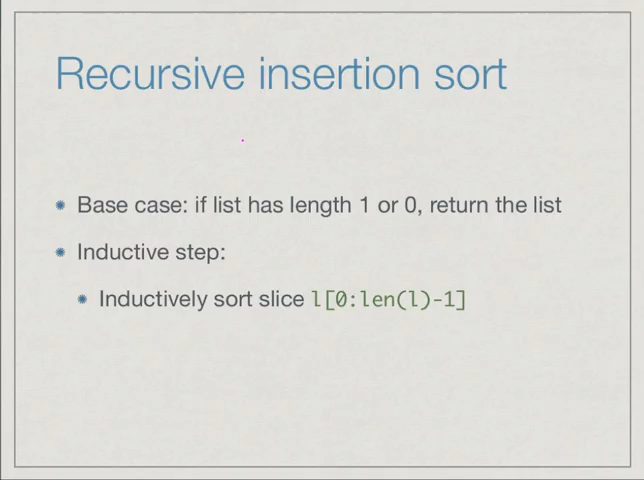 Recursive insertion sort
Base case: if list has length 1 or 0, return the list
Inductive step:
Inductively sort slice l[0:len(l)-1]